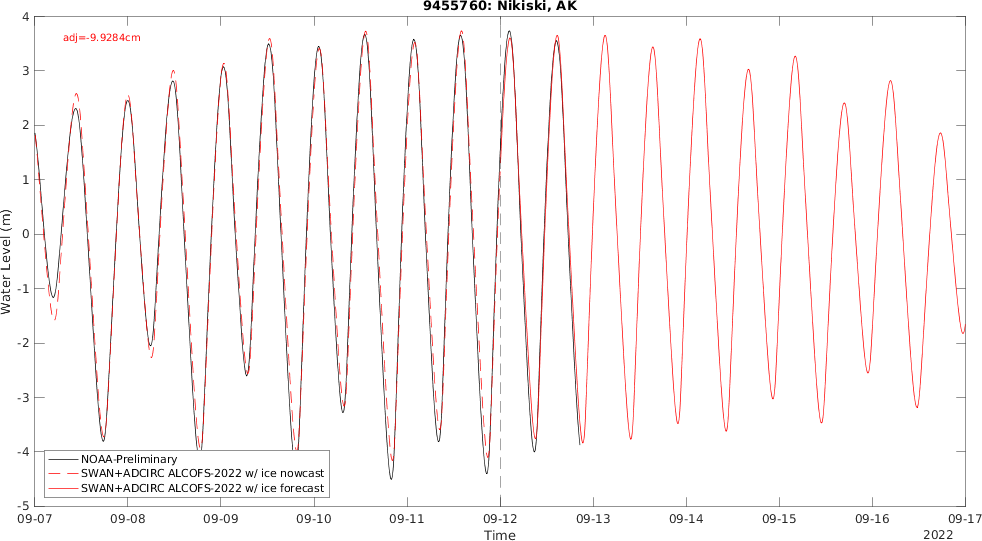 9455760: Nikiski, AK
adj=-9.9284cm
4
3
2
1
0
-1
-2
-3
-4
-5
Water Level (m)
NOAA-Preliminary
SWAN+ADCIRC ALCOFS-2022 w/ ice nowcast
SWAN+ADCIRC ALCOFS-2022 w/ ice forecast
09-07 09-08 09-09 09-10 09-11 09-12 09-13 09-14 09-15 09-16 09-17
Time
2022